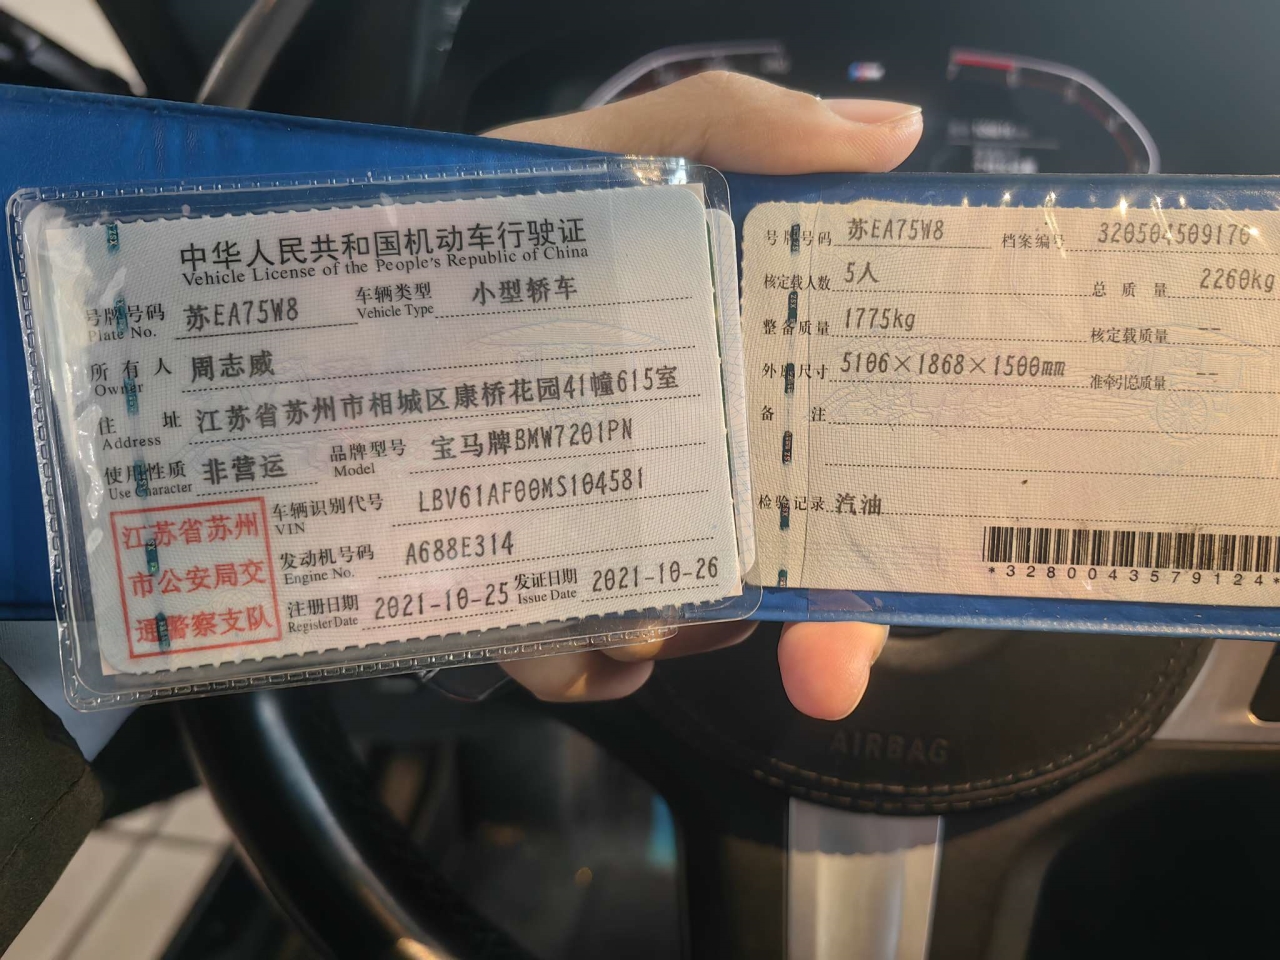 中华人民共和国机动车行驶证
Vehicle License of the People's Republic of China
号牌号码 苏EA75W8 车辆类型 小型轿车
Plate No. Vehicle Type
所有人 周志威
Owner
住址 江苏省苏州市相城区康桥花园41幢615室
Address
使用性质 非营运 品牌型号 宝马牌BMW7201PN
Use Character Model
车辆识别代号 LBV61AF00MS104581
VIN
发动机号码 A688E314
Engine No.
注册日期 2021-10-25 发证日期 2021-10-26
Register Date Issue Date
江苏省苏州
市公安局交
通警察支队
号牌号码 苏EA75W8 档案编号 320504509170
核定载人数 5人 总质量 2260kg
整备质量 1775kg 核定载质量 --
外廓尺寸 5106×1868×1500mm 准牵引总质量 --
备注
检验记录 汽油
*3280043579124*
AIRBAG